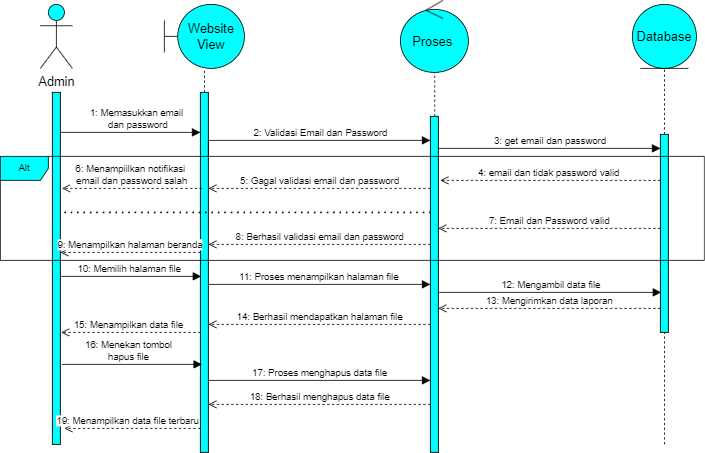 Website
View
Proses
Database
Admin
1: Memasukkan email
dan password
2: Validasi Email dan Password
3: get email dan password
Alt
6: Menampiilkan notifikasi
email dan password salah
4: email dan tidak password valid
5: Gagal validasi email dan password
7: Email dan Password valid
8: Berhasil validasi email dan password
9: Menampilkan halaman beranda
10: Memilih halaman file
11: Proses menampilkan halaman file
12: Mengambil data file
13: Mengirimkan data laporan
14: Berhasil mendapatkan halaman file
15: Menampilkan data file
16: Menekan tombol
hapus file
17: Proses menghapus data file
18: Berhasil menghapus data file
19: Menampilkan data file terbaru